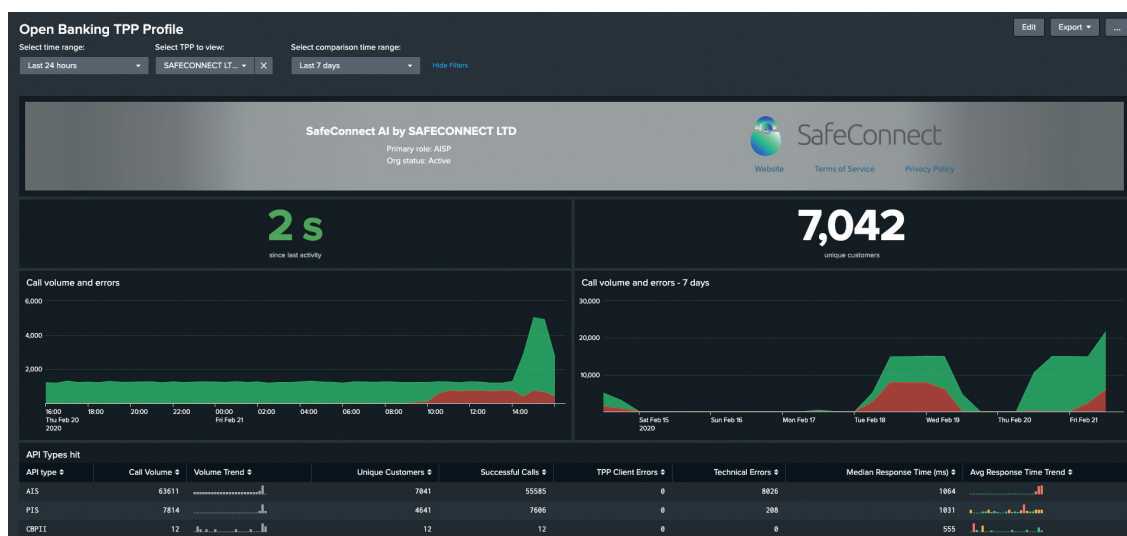 Open Banking TPP Profile
Edit Export ...
Select time range: Select TPP to view: Select comparison time range:
Last 24 hours SAFECONNECT LT... X Last 7 days Hide Filters
SafeConnect AI by SAFECONNECT LTD
Primary role: AISP
Org status: Active
SafeConnect
Website Terms of Service Privacy Policy
2 s
since last activity
7,042
unique customers
Call volume and errors
6,000
4,000
2,000
16:00 18:00 20:00 22:00 00:00 02:00 04:00 06:00 08:00 10:00 12:00 14:00
Thu Feb 20 Fri Feb 21
2020
Call volume and errors - 7 days
30,000
20,000
10,000
Sat Feb 15 Sun Feb 16 Mon Feb 17 Tue Feb 18 Wed Feb 19 Thu Feb 20 Fri Feb 21
2020
API Types hit
API type Call Volume Volume Trend Unique Customers Successful Calls TPP Client Errors Technical Errors Median Response Time (ms) Avg Response Time Trend
AIS 63611 7041 55585 0 8026 1064
PIS 7814 4641 7606 0 208 1031
CBPII 12 12 12 0 0 555